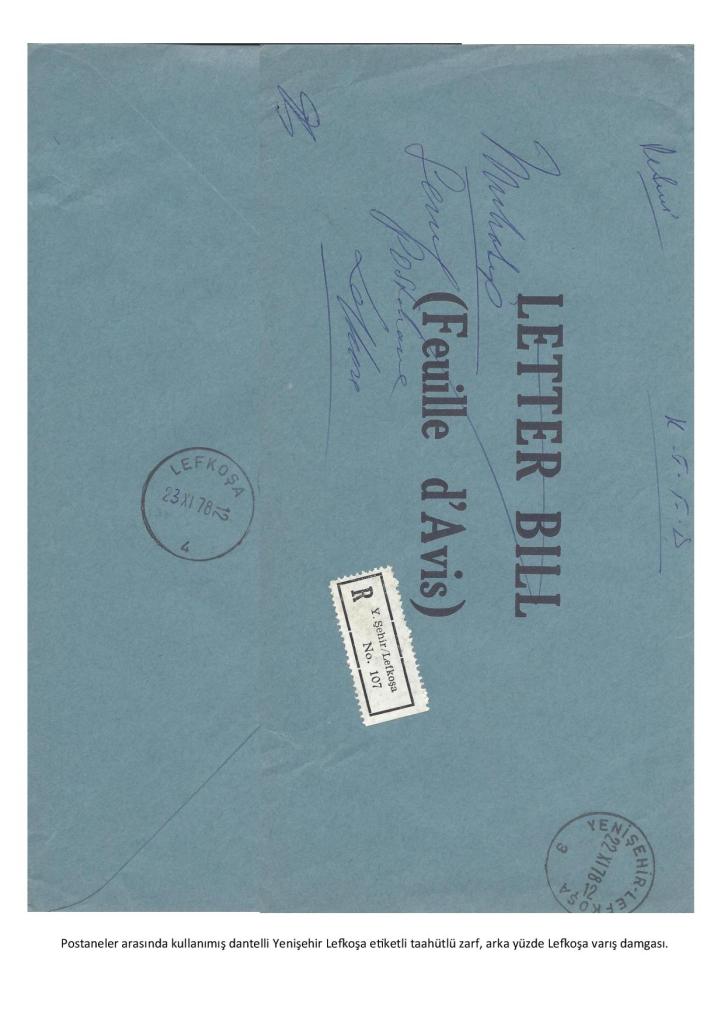 K.T.F.D
LETTER BILL
(Feuille d'Avis)
R
Y. Şehir/Lefkoşa
No. 107
YENİŞEHİR-LEFKOŞA
22 XI 78 12
LEFKOŞA
23 XI 78 12
4
Postaneler arasında kullanımış dantelli Yenişehir Lefkoşa etiketli taahütlü zarf, arka yüzde Lefkoşa varış damgası.